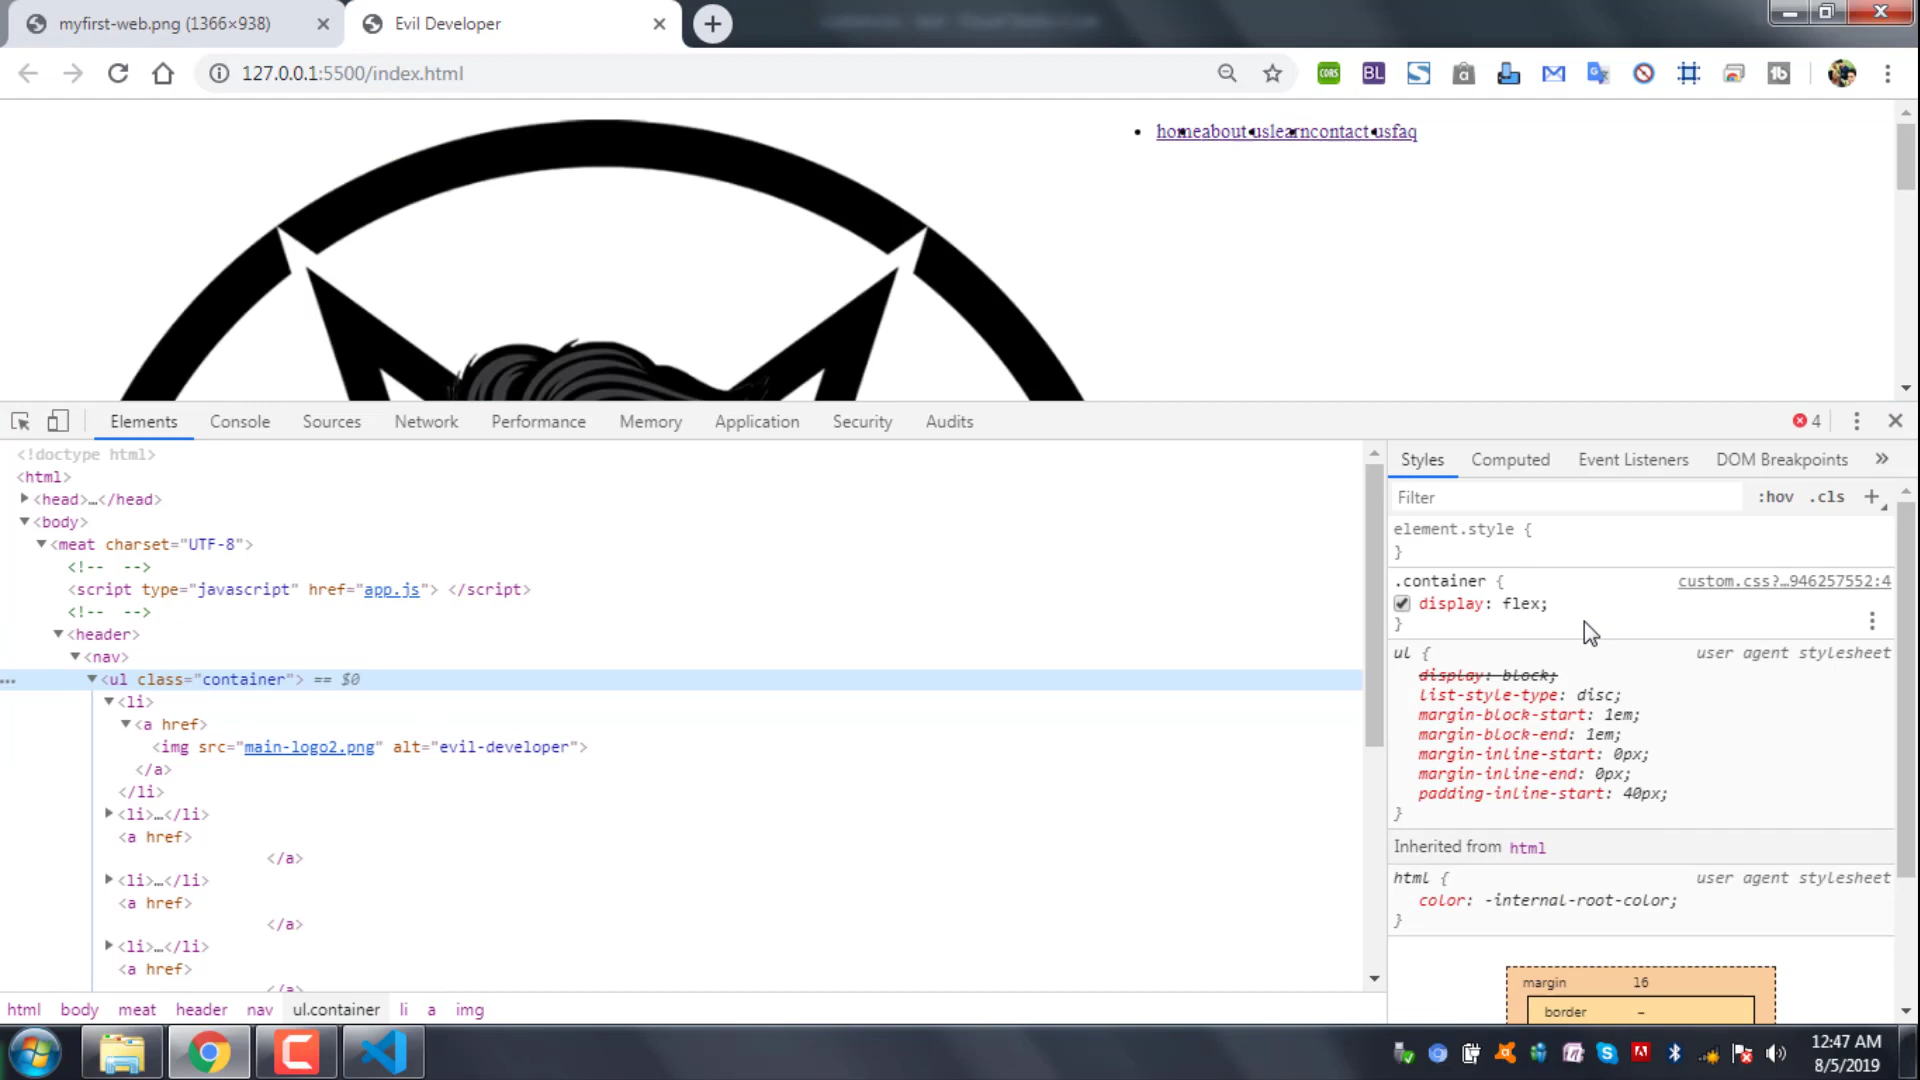 myfirst-web.png (1366×938)
Evil Developer
127.0.0.1:5500/index.html
CORS
BL
homeabout uslearncontact usfaq
Elements Console Sources Network Performance Memory Application Security Audits
4
<!doctype html>
<html>
<head>…</head>
<body>
<meat charset="UTF-8">
<!-- -->
<script type="javascript" href="app.js"> </script>
<!-- -->
<header>
<nav>
<ul class="container"> == $0
<li>
<a href>
<img src="main-logo2.png" alt="evil-developer">
</a>
</li>
<li>…</li>
<a href>
</a>
<li>…</li>
<a href>
</a>
<li>…</li>
<a href>
</a>
html body meat header nav ul.container li a img
Styles Computed Event Listeners DOM Breakpoints »
Filter :hov .cls +
element.style {
}
.container { custom.css?…946257552:4
display: flex;
}
ul { user agent stylesheet
display: block;
list-style-type: disc;
margin-block-start: 1em;
margin-block-end: 1em;
margin-inline-start: 0px;
margin-inline-end: 0px;
padding-inline-start: 40px;
}
Inherited from html
html { user agent stylesheet
color: -internal-root-color;
}
margin 16
border –
12:47 AM
8/5/2019